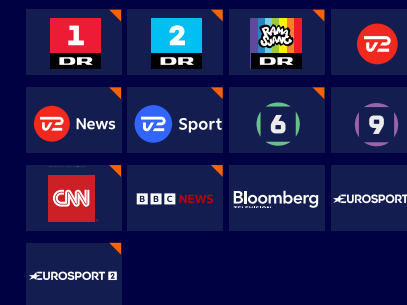 1
DR
2
DR
RAMASJANG
DR
TV2
TV2 News
TV2 Sport
6
9
CNN
BBC NEWS
Bloomberg
TELEVISION
EUROSPORT
EUROSPORT 2